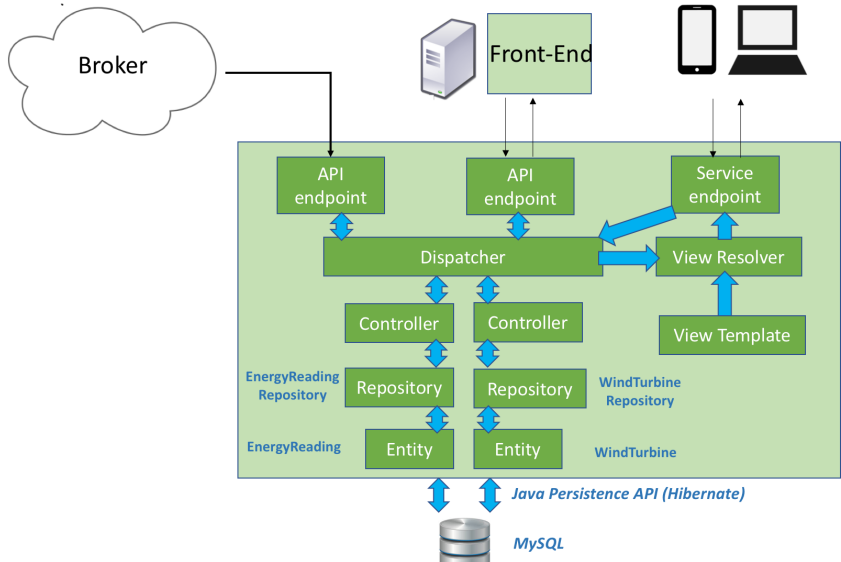 Broker
Front-End
API
endpoint
API
endpoint
Service
endpoint
Dispatcher
View Resolver
Controller
Controller
View Template
EnergyReading
Repository
Repository
Repository
WindTurbine
Repository
EnergyReading
Entity
Entity
WindTurbine
Java Persistence API (Hibernate)
MySQL